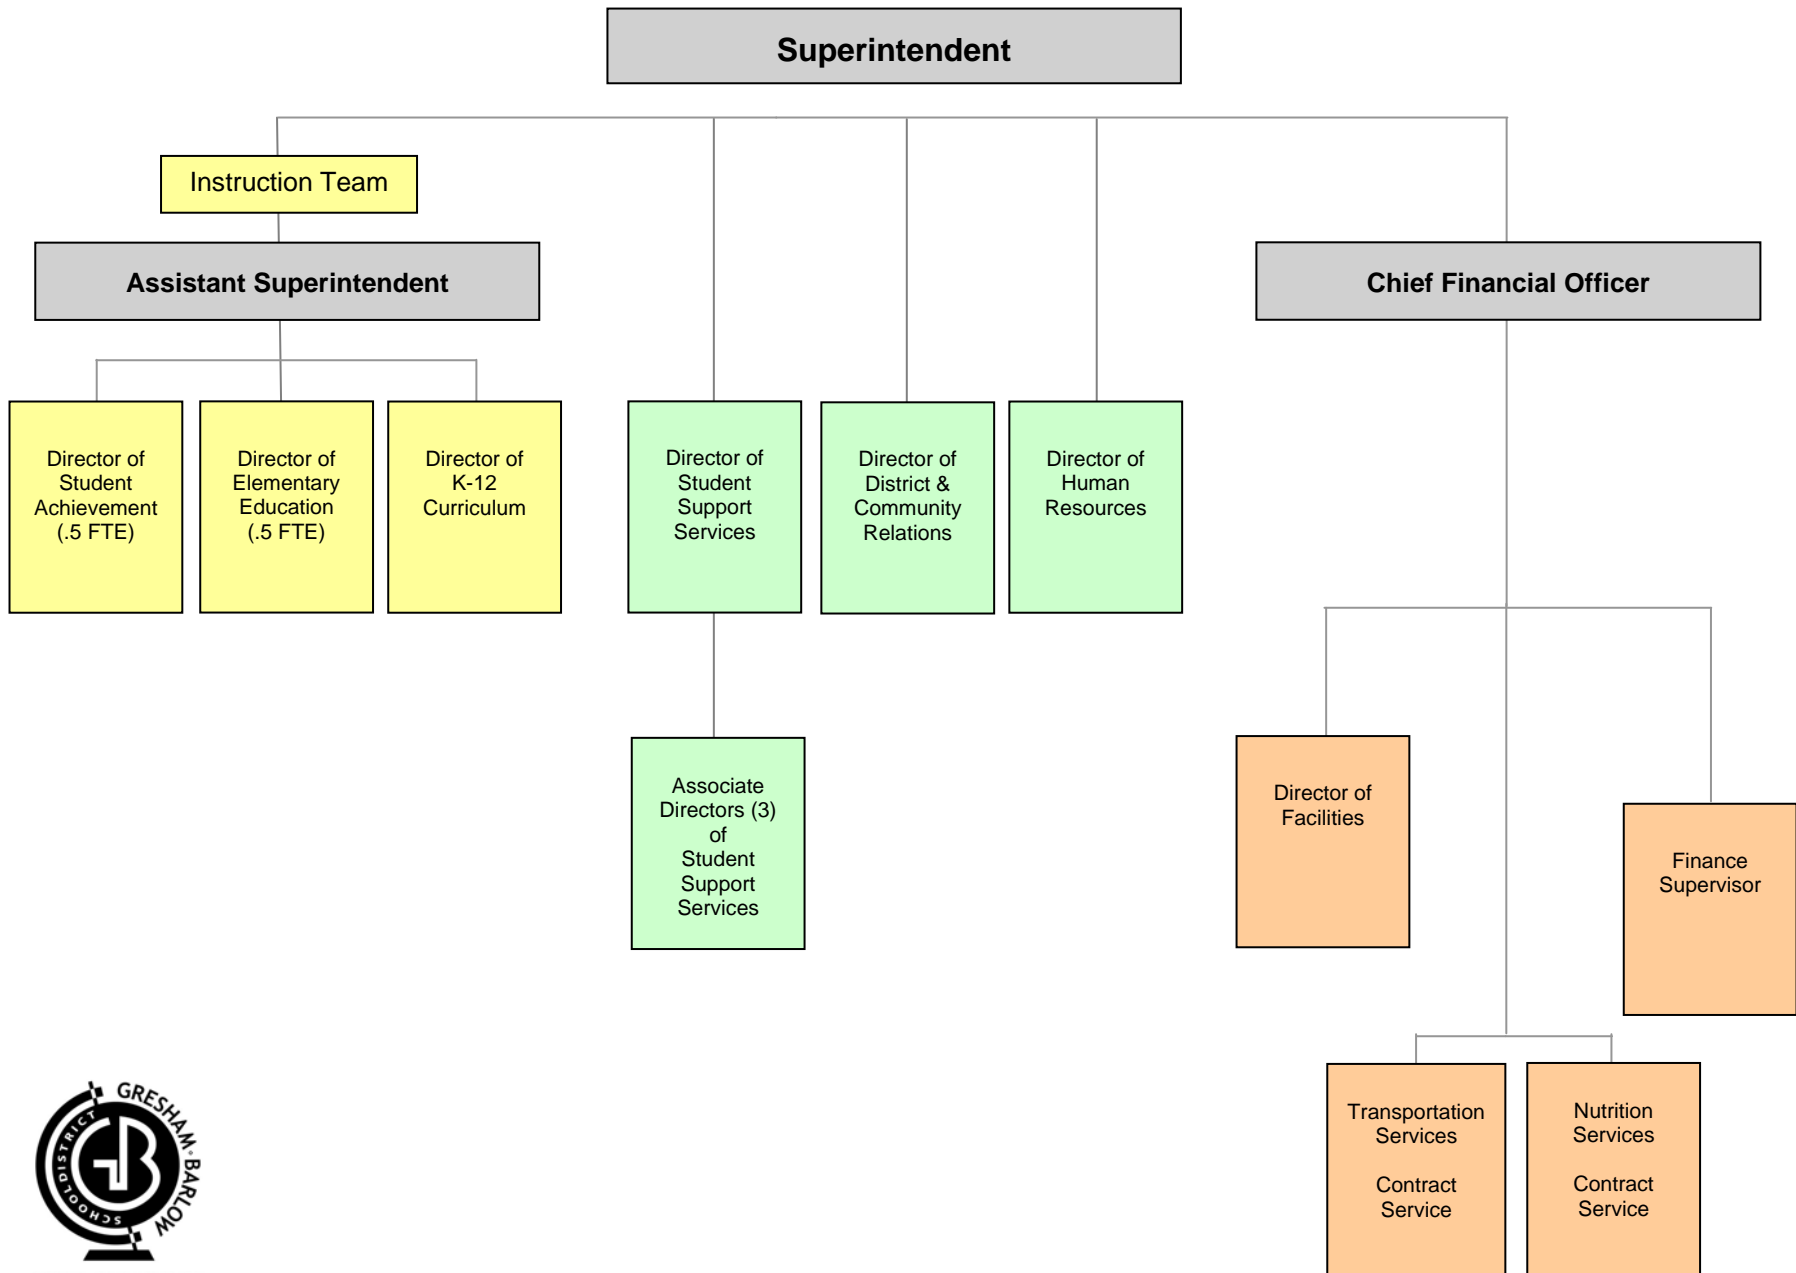 Superintendent
Instruction Team
Assistant Superintendent
Chief Financial Officer
Director of
Student
Achievement
(.5 FTE)
Director of
Elementary
Education
(.5 FTE)
Director of
K-12
Curriculum
Director of
Student
Support
Services
Director of
District &
Community
Relations
Director of
Human
Resources
Associate
Directors (3)
of
Student
Support
Services
Director of
Facilities
Finance
Supervisor
Transportation
Services
Contract
Service
Nutrition
Services
Contract
Service
GRESHAM·BARLOW
SCHOOL DISTRICT
GB